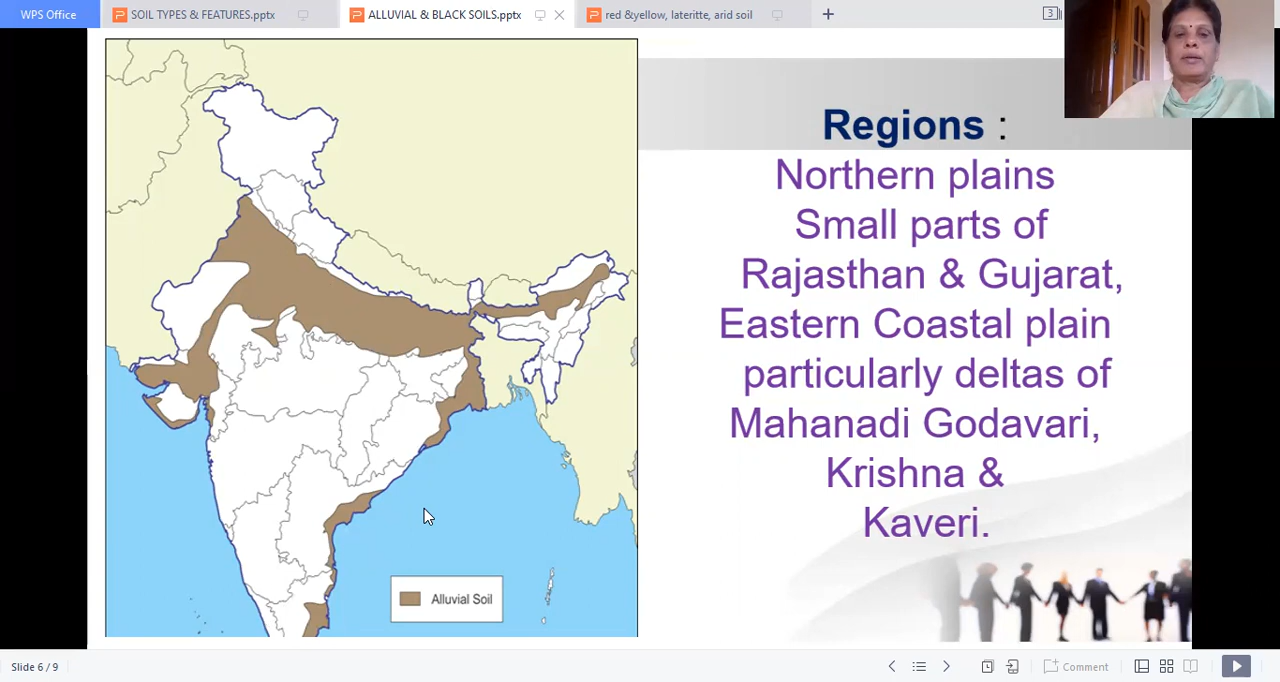 WPS Office
SOIL TYPES & FEATURES.pptx
ALLUVIAL & BLACK SOILS.pptx
red &yellow, lateritte, arid soil
3
Regions :
Northern plains
Small parts of
Rajasthan & Gujarat,
Eastern Coastal plain
particularly deltas of
Mahanadi Godavari,
Krishna &
Kaveri.
Alluvial Soil
Slide 6 / 9
Comment